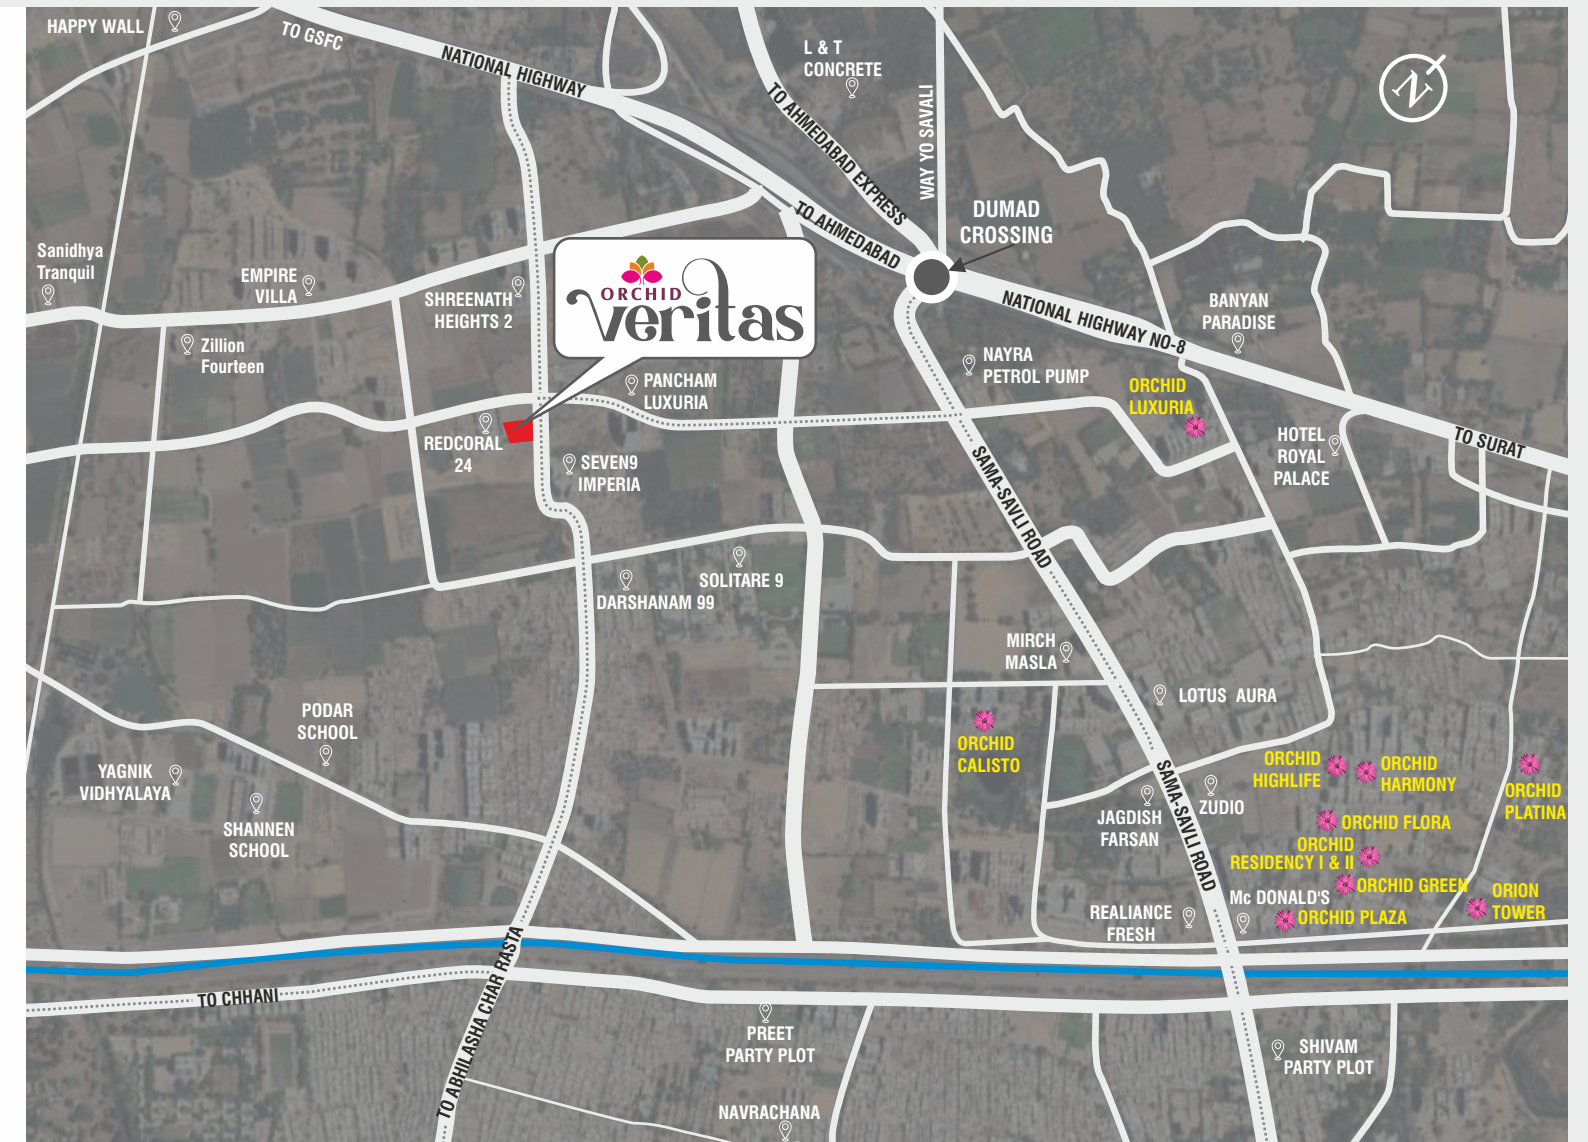 HAPPY WALL
TO GSFC
NATIONAL HIGHWAY
L & T
CONCRETE
TO AHMEDABAD EXPRESS
WAY YO SAVALI
N
TO AHMEDABAD
DUMAD
CROSSING
Sanidhya
Tranquil
EMPIRE
VILLA
SHREENATH
HEIGHTS 2
ORCHID
veritas
NATIONAL HIGHWAY NO-8
BANYAN
PARADISE
Zillion
Fourteen
NAYRA
PETROL PUMP
PANCHAM
LUXURIA
ORCHID
LUXURIA
REDCORAL
24
SEVEN9
IMPERIA
HOTEL
ROYAL
PALACE
TO SURAT
SAMA-SAVLI ROAD
SOLITARE 9
DARSHANAM 99
MIRCH
MASLA
LOTUS AURA
PODAR
SCHOOL
YAGNIK
VIDHYALAYA
SHANNEN
SCHOOL
ORCHID
CALISTO
SAMA-SAVLI ROAD
ORCHID
HIGHLIFE
ORCHID
HARMONY
ORCHID
PLATINA
JAGDISH
FARSAN
ZUDIO
ORCHID FLORA
ORCHID
RESIDENCY I & II
ORCHID GREEN
Mc DONALD'S
ORCHID PLAZA
ORION
TOWER
REALIANCE
FRESH
TO CHHANI
TO ABHILASHA CHAR RASTA
PREET
PARTY PLOT
SHIVAM
PARTY PLOT
NAVRACHANA